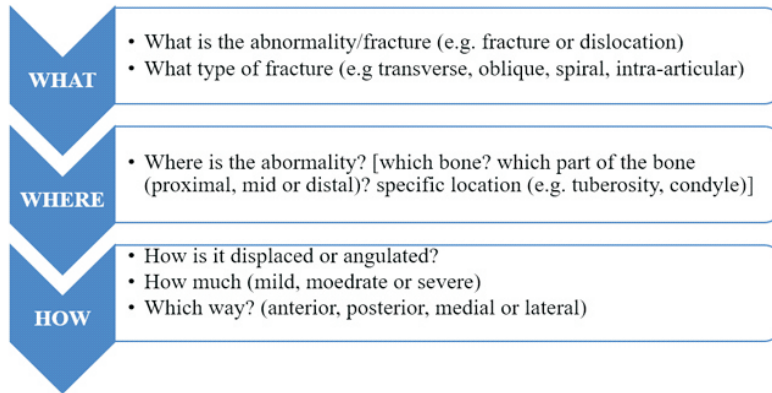 WHAT
• What is the abnormality/fracture (e.g. fracture or dislocation)
• What type of fracture (e.g transverse, oblique, spiral, intra-articular)
WHERE
• Where is the abormality? [which bone? which part of the bone
(proximal, mid or distal)? specific location (e.g. tuberosity, condyle)]
HOW
• How is it displaced or angulated?
• How much (mild, moedrate or severe)
• Which way? (anterior, posterior, medial or lateral)